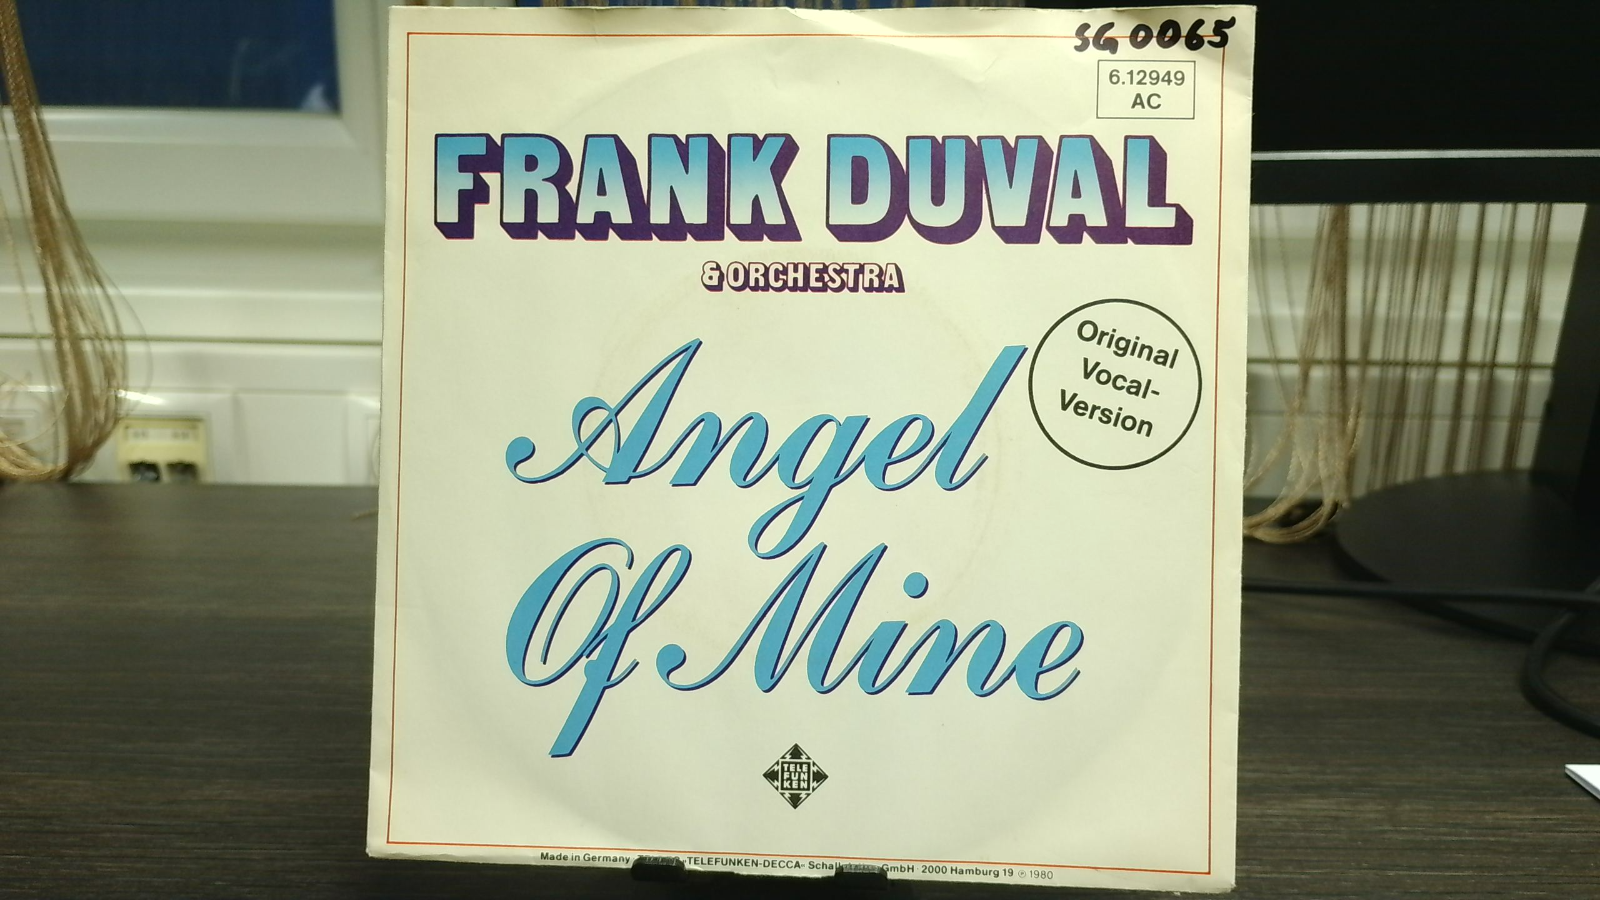 SG 0065
6.12949
AC
FRANK DUVAL
& ORCHESTRA
Original
Vocal-
Version
Angel
Of Mine
TELE
FUN
KEN
Made in Germany »TELEFUNKEN-DECCA« GmbH · 2000 Hamburg 19 ℗ 1980